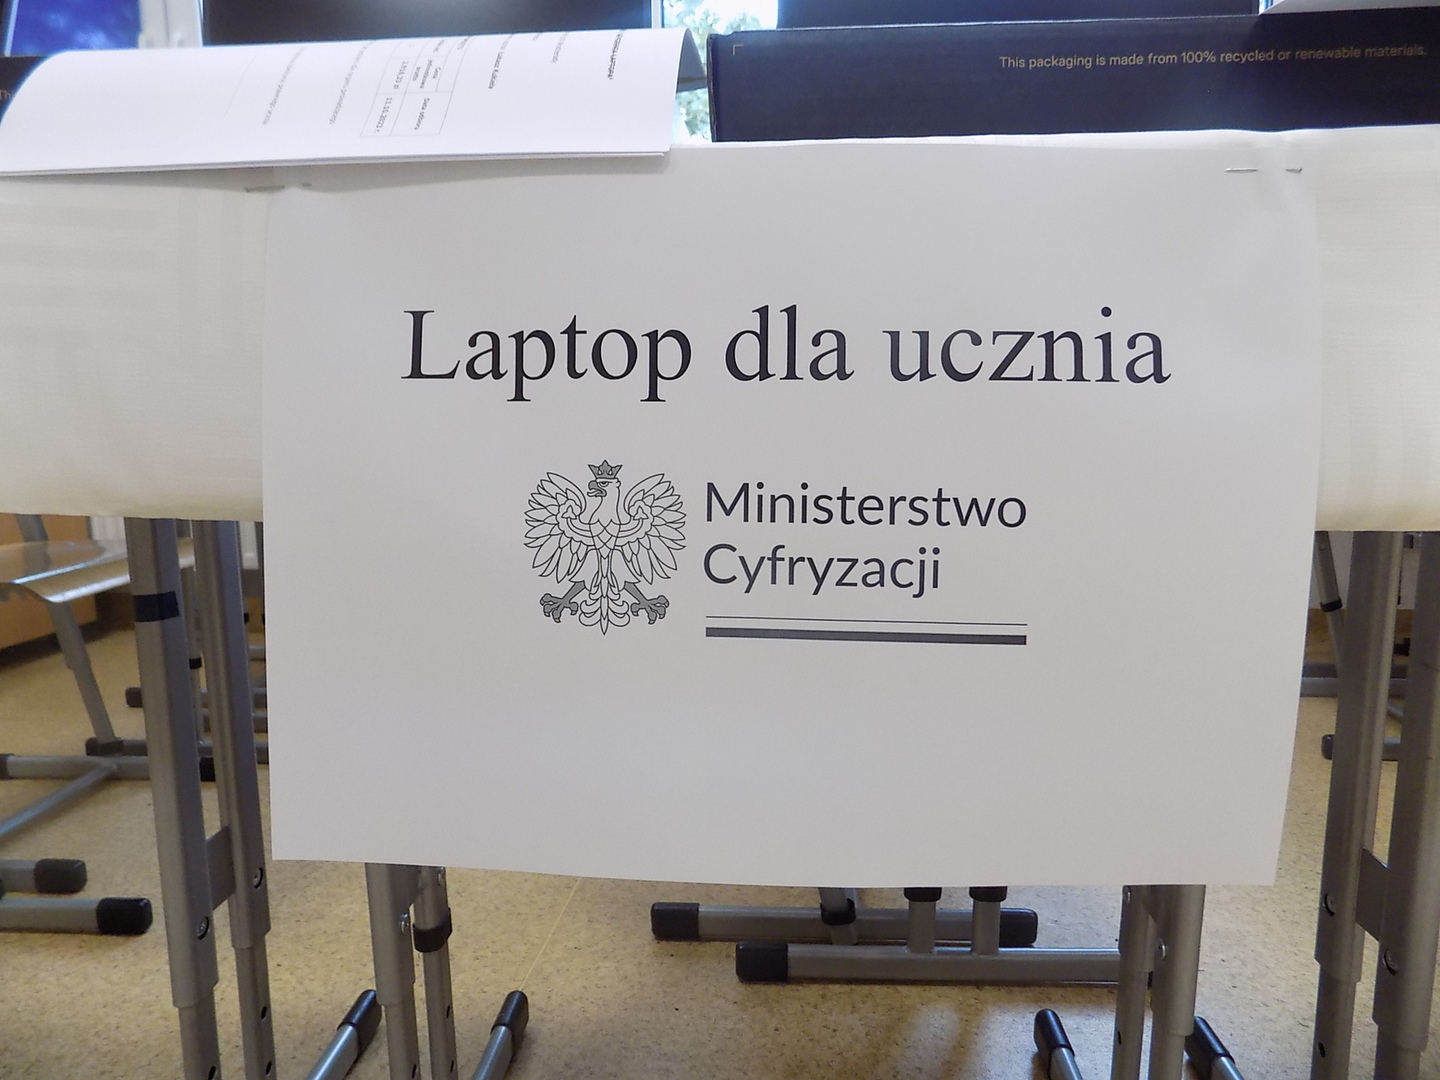 This packaging is made from 100% recycled or renewable materials.
Laptop dla ucznia
Ministerstwo
Cyfryzacji